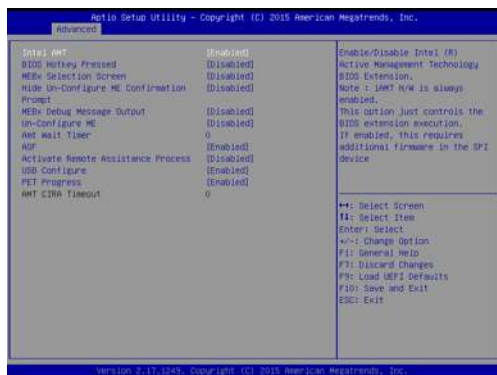 Aptio Setup Utility – Copyright (C) 2015 American Megatrends, Inc.
Advanced
Intel AMT [Enabled]
BIOS Hotkey Pressed [Disabled]
MEBx Selection Screen [Disabled]
Hide Un-Configure ME Confirmation [Disabled]
Prompt
MEBx Debug Message Output [Disabled]
Un-Configure ME [Disabled]
Amt Wait Timer 0
ASF [Enabled]
Activate Remote Assistance Process [Disabled]
USB Configure [Enabled]
PET Progress [Enabled]
AMT CIRA Timeout 0
Enable/Disable Intel (R)
Active Management Technology
BIOS Extension.
Note : iAMT H/W is always
enabled.
This option just controls the
BIOS extension execution.
If enabled, this requires
additional firmware in the SPI
device
↔: Select Screen
↑↓: Select Item
Enter: Select
+/-: Change Option
F1: General Help
F7: Discard Changes
F9: Load UEFI Defaults
F10: Save and Exit
ESC: Exit
Version 2.17.1249. Copyright (C) 2015 American Megatrends, Inc.